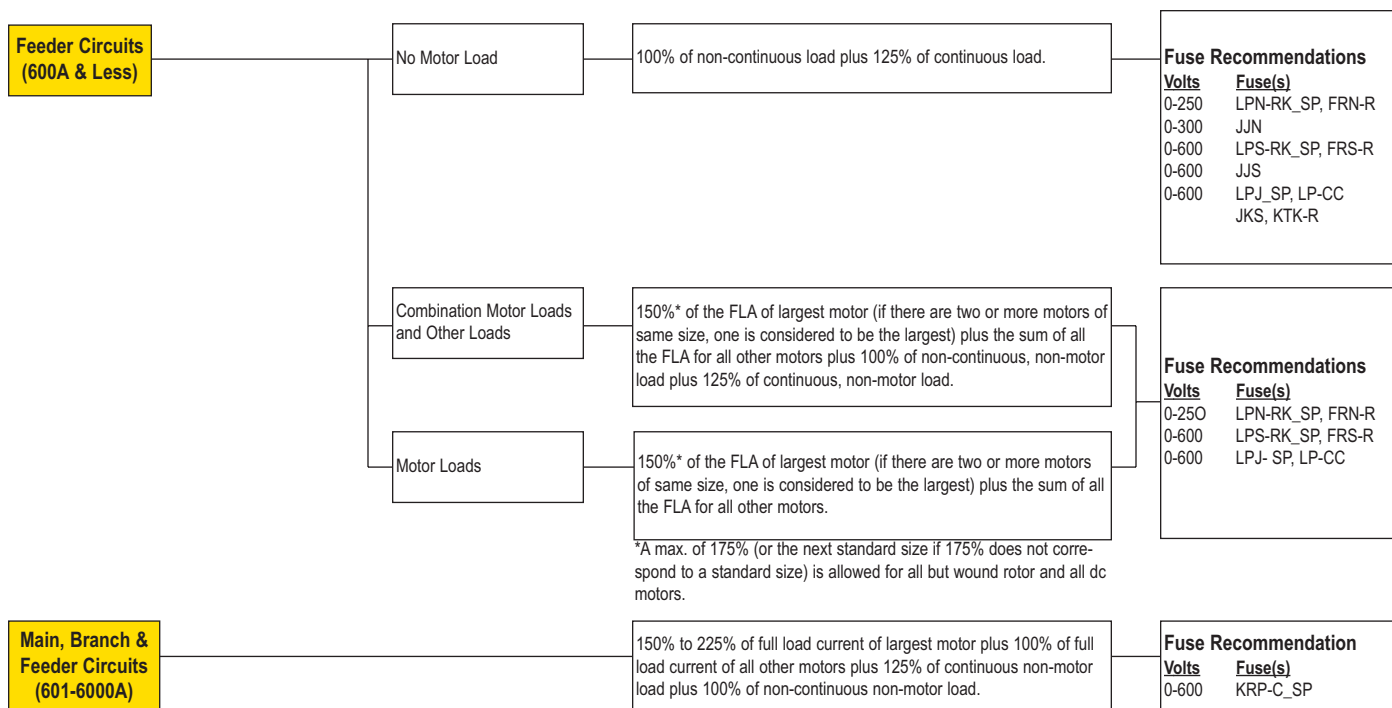 Feeder Circuits
(600A & Less)
No Motor Load
100% of non-continuous load plus 125% of continuous load.
Fuse Recommendations
Volts Fuse(s)
0-250 LPN-RK_SP, FRN-R
0-300 JJN
0-600 LPS-RK_SP, FRS-R
0-600 JJS
0-600 LPJ_SP, LP-CC
JKS, KTK-R
Combination Motor Loads
and Other Loads
150%* of the FLA of largest motor (if there are two or more motors of
same size, one is considered to be the largest) plus the sum of all
the FLA for all other motors plus 100% of non-continuous, non-motor
load plus 125% of continuous, non-motor load.
Motor Loads
150%* of the FLA of largest motor (if there are two or more motors
of same size, one is considered to be the largest) plus the sum of all
the FLA for all other motors.
Fuse Recommendations
Volts Fuse(s)
0-25O LPN-RK_SP, FRN-R
0-600 LPS-RK_SP, FRS-R
0-600 LPJ- SP, LP-CC
*A max. of 175% (or the next standard size if 175% does not corre-
spond to a standard size) is allowed for all but wound rotor and all dc
motors.
Main, Branch &
Feeder Circuits
(601-6000A)
150% to 225% of full load current of largest motor plus 100% of full
load current of all other motors plus 125% of continuous non-motor
load plus 100% of non-continuous non-motor load.
Fuse Recommendation
Volts Fuse(s)
0-600 KRP-C_SP